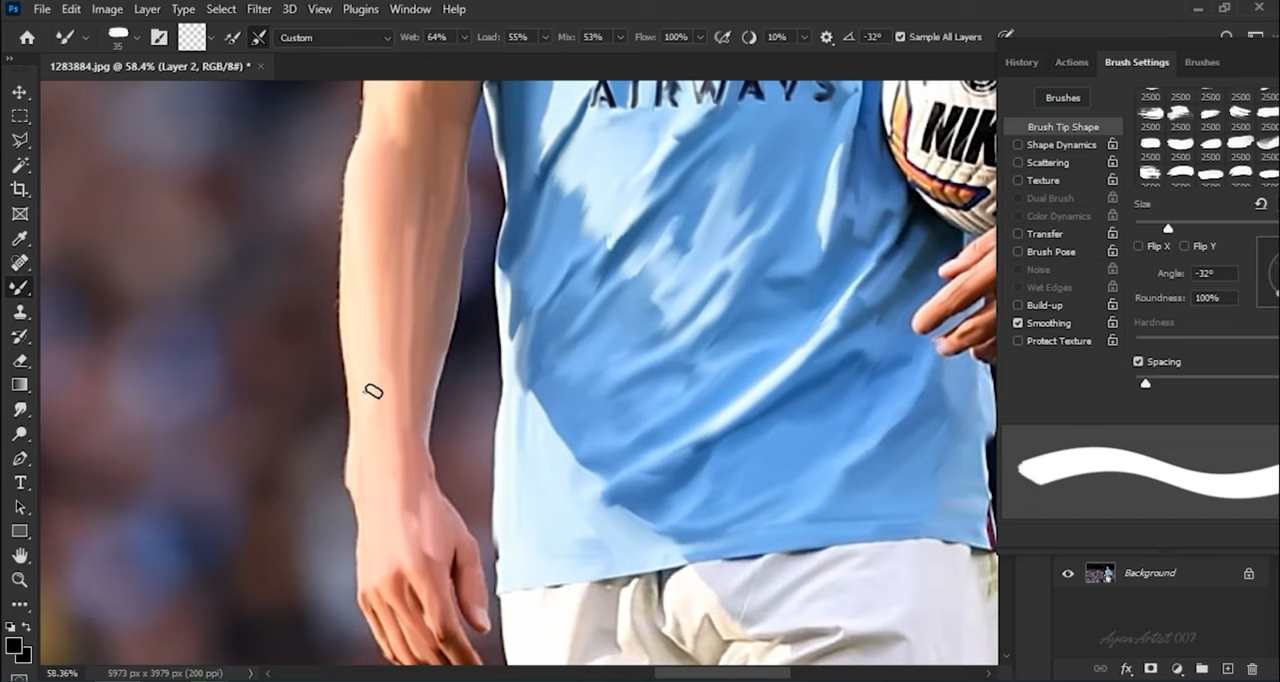 Ps File Edit Image Layer Type Select Filter 3D View Plugins Window Help
35 Custom Wet: 64% Load: 55% Mix: 53% Flow: 100% 10% -32° Sample All Layers
1283884.jpg @ 58.4% (Layer 2, RGB/8#) * ×
History Actions Brush Settings Brushes
Brushes
2500 2500 2500 2500
Brush Tip Shape
2500 2500 2500 2500
Shape Dynamics
Scattering
2500 2500 2500 2500
Texture
Dual Brush
Size
Color Dynamics
Transfer
Flip X Flip Y
Brush Pose
Noise
Angle: -32°
Wet Edges
Roundness: 100%
Build-up
Smoothing
Hardness
Protect Texture
Spacing
AIRWAYS
NIK
Background
Ayan Artist 007
58.36% 5973 px x 3979 px (200 ppi)